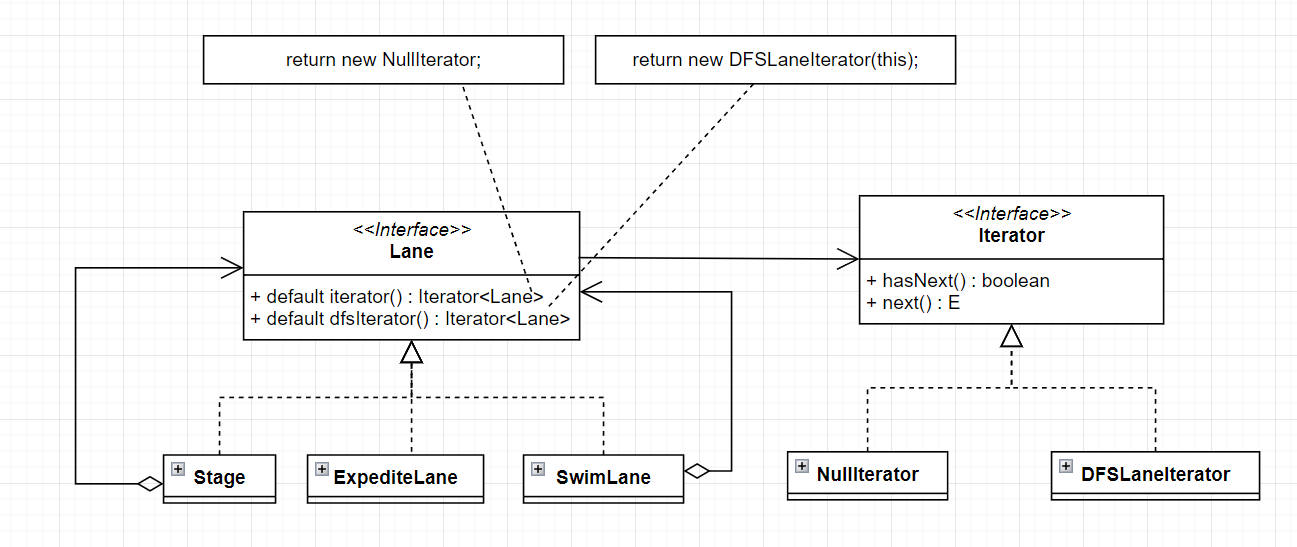 return new NullIterator;
return new DFSLaneIterator(this);
<<Interface>>
Lane
+ default iterator() : Iterator<Lane>
+ default dfsIterator() : Iterator<Lane>
<<Interface>>
Iterator
+ hasNext() : boolean
+ next() : E
Stage
ExpediteLane
SwimLane
NullIterator
DFSLaneIterator